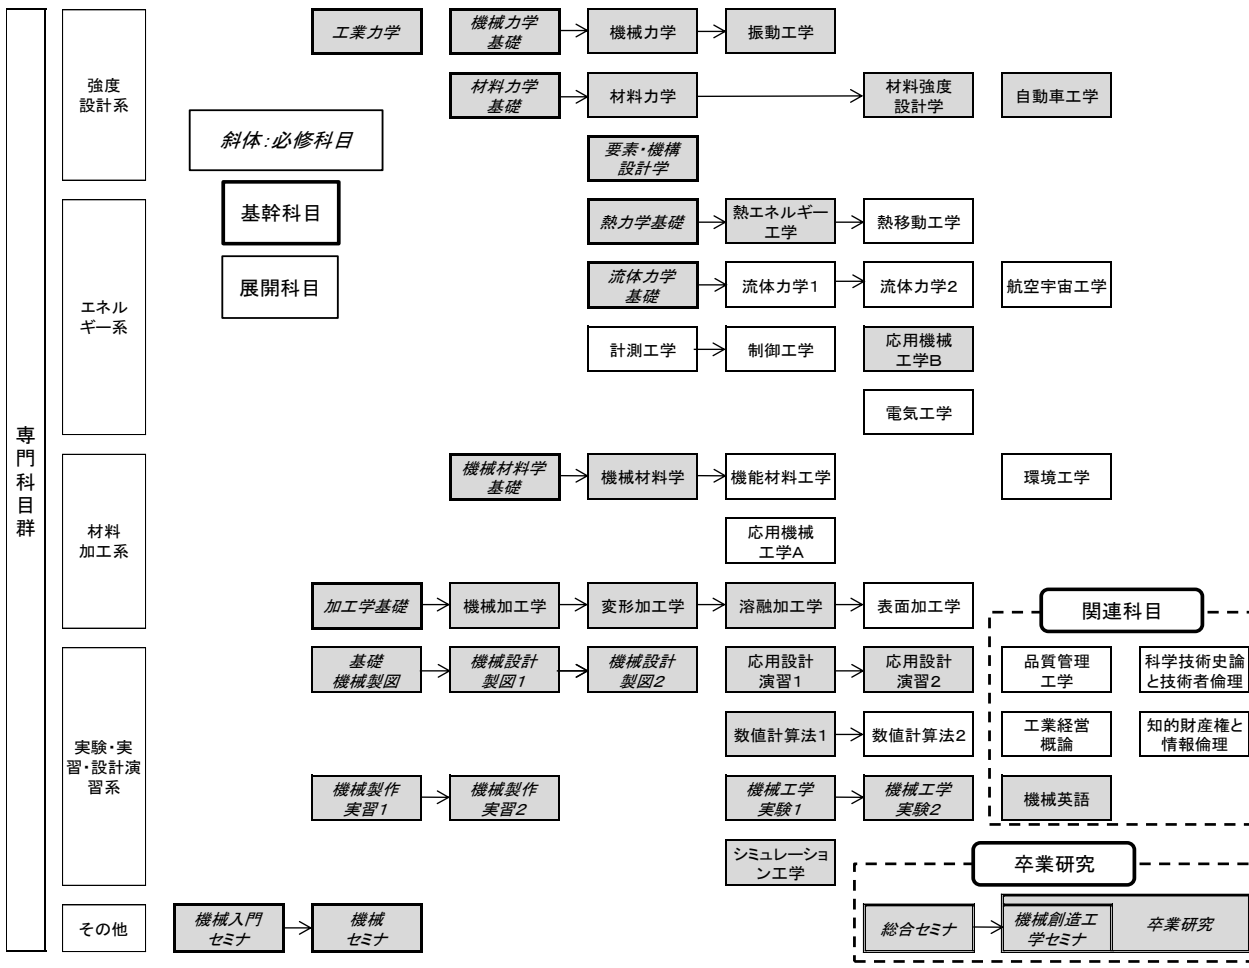 専門科目群
強度
設計系
工業力学
機械力学
基礎
機械力学
振動工学
材料力学
基礎
材料力学
材料強度
設計学
自動車工学
斜体：必修科目
要素・機構
設計学
基幹科目
展開科目
エネル
ギー系
熱力学基礎
熱エネルギー
工学
熱移動工学
流体力学
基礎
流体力学1
流体力学2
航空宇宙工学
計測工学
制御工学
応用機械
工学B
電気工学
材料
加工系
機械材料学
基礎
機械材料学
機能材料工学
環境工学
応用機械
工学A
加工学基礎
機械加工学
変形加工学
溶融加工学
表面加工学
関連科目
実験・実
習・設計演
習系
基礎
機械製図
機械設計
製図1
機械設計
製図2
応用設計
演習1
応用設計
演習2
品質管理
工学
科学技術史論
と技術者倫理
数値計算法1
数値計算法2
工業経営
概論
知的財産権と
情報倫理
機械製作
実習1
機械製作
実習2
機械工学
実験1
機械工学
実験2
機械英語
シミュレーショ
ン工学
卒業研究
その他
機械入門
セミナ
機械
セミナ
総合セミナ
機械創造工
学セミナ
卒業研究